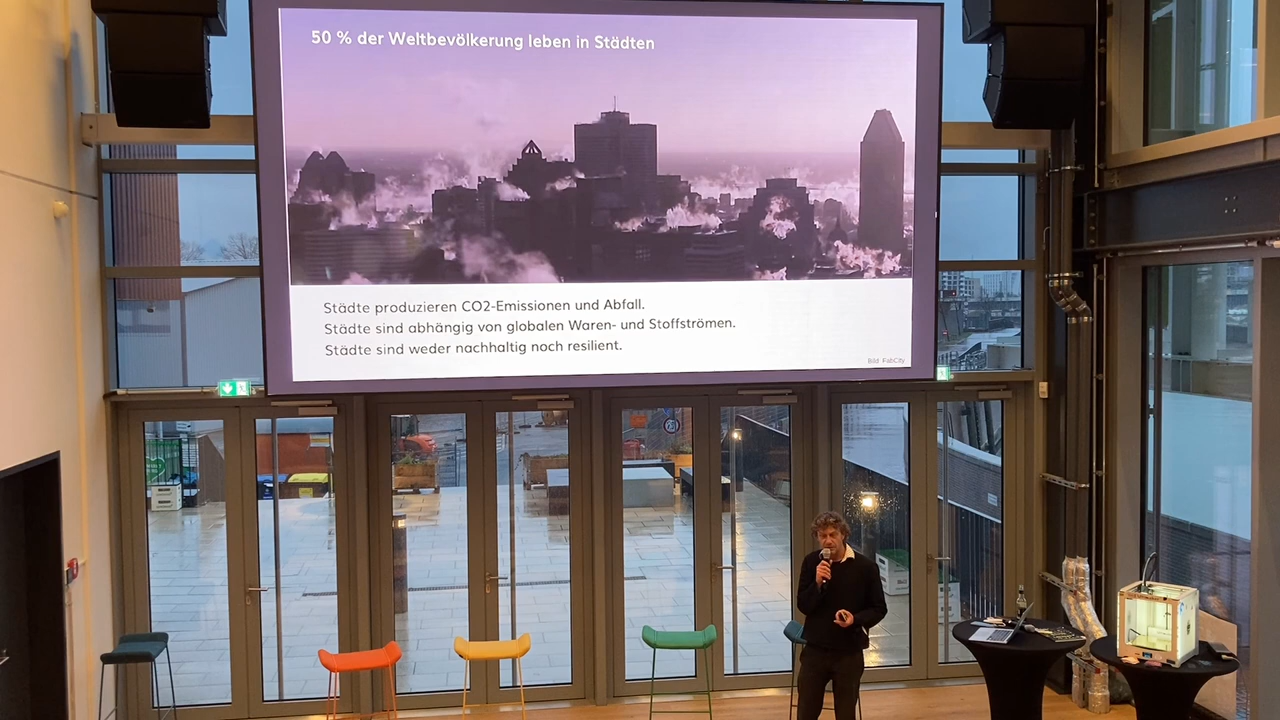 50 % der Weltbevölkerung leben in Städten
Städte produzieren CO2-Emissionen und Abfall.
Städte sind abhängig von globalen Waren- und Stoffströmen.
Städte sind weder nachhaltig noch resilient.
Bild FabCity